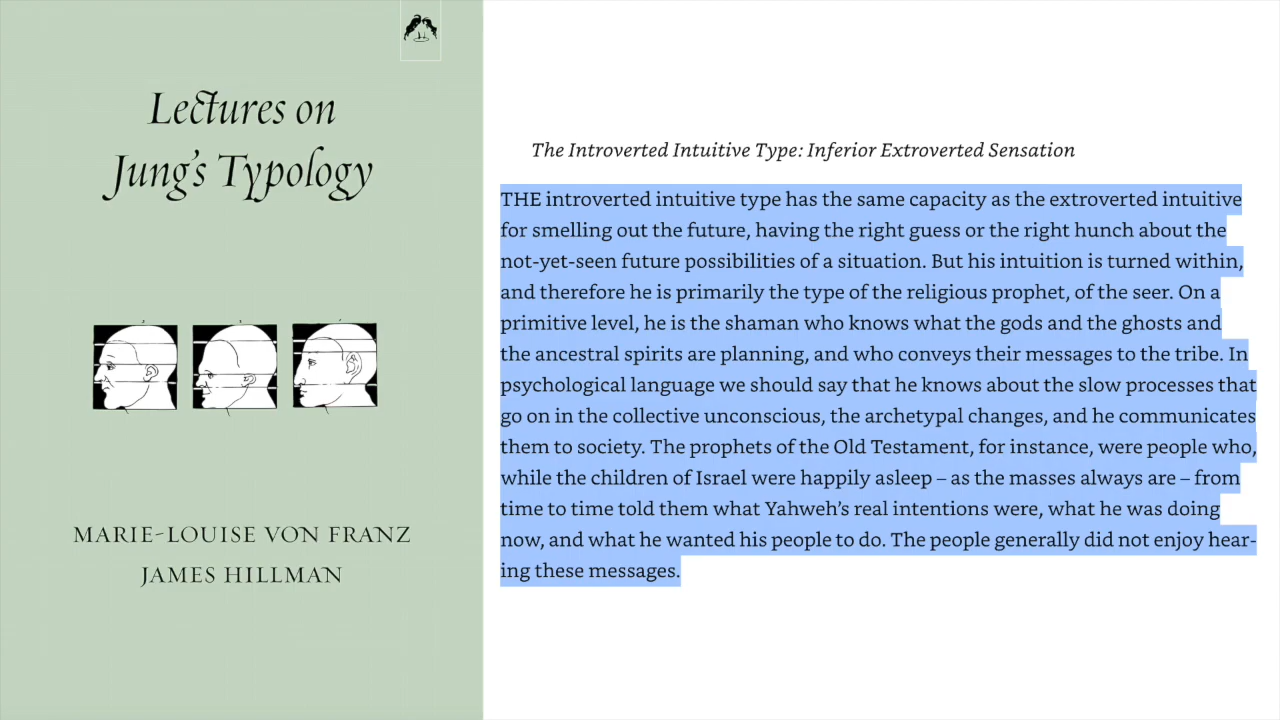 Lectures on
Jung's Typology
MARIE-LOUISE VON FRANZ
JAMES HILLMAN
The Introverted Intuitive Type: Inferior Extroverted Sensation
THE introverted intuitive type has the same capacity as the extroverted intuitive
for smelling out the future, having the right guess or the right hunch about the
not-yet-seen future possibilities of a situation. But his intuition is turned within,
and therefore he is primarily the type of the religious prophet, of the seer. On a
primitive level, he is the shaman who knows what the gods and the ghosts and
the ancestral spirits are planning, and who conveys their messages to the tribe. In
psychological language we should say that he knows about the slow processes that
go on in the collective unconscious, the archetypal changes, and he communicates
them to society. The prophets of the Old Testament, for instance, were people who,
while the children of Israel were happily asleep – as the masses always are – from
time to time told them what Yahweh's real intentions were, what he was doing
now, and what he wanted his people to do. The people generally did not enjoy hear-
ing these messages.